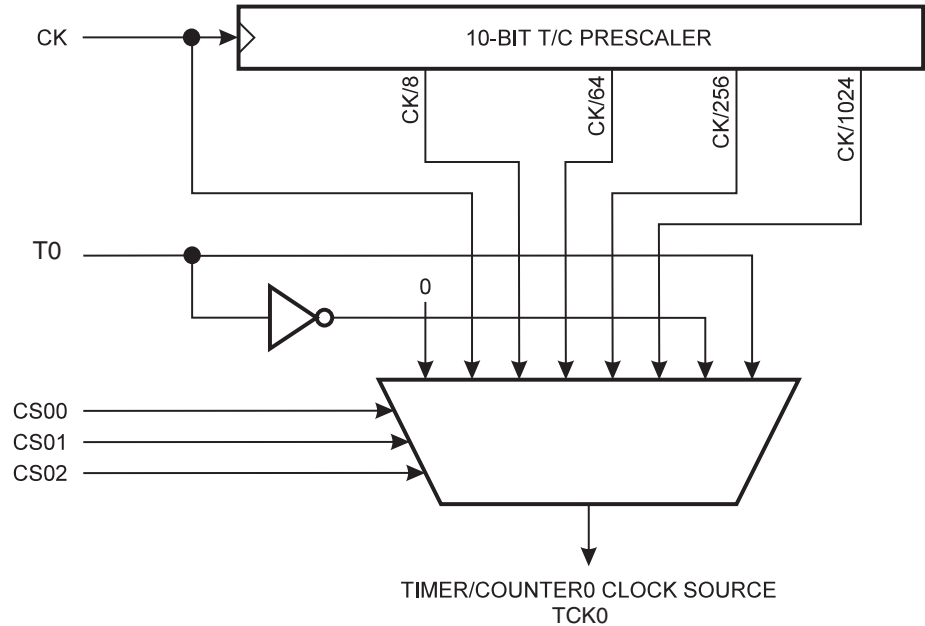 CK
10-BIT T/C PRESCALER
CK/8
CK/64
CK/256
CK/1024
T0
0
CS00
CS01
CS02
TIMER/COUNTER0 CLOCK SOURCE
TCK0